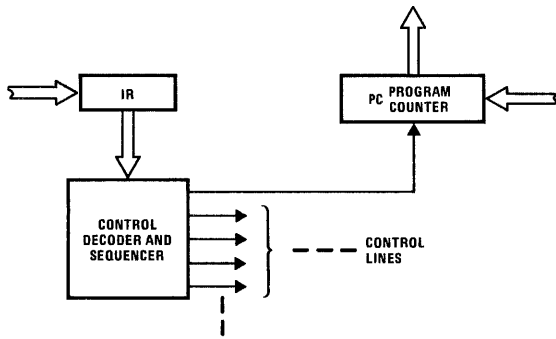 IR
PC PROGRAM
COUNTER
CONTROL
DECODER AND
SEQUENCER
CONTROL
LINES